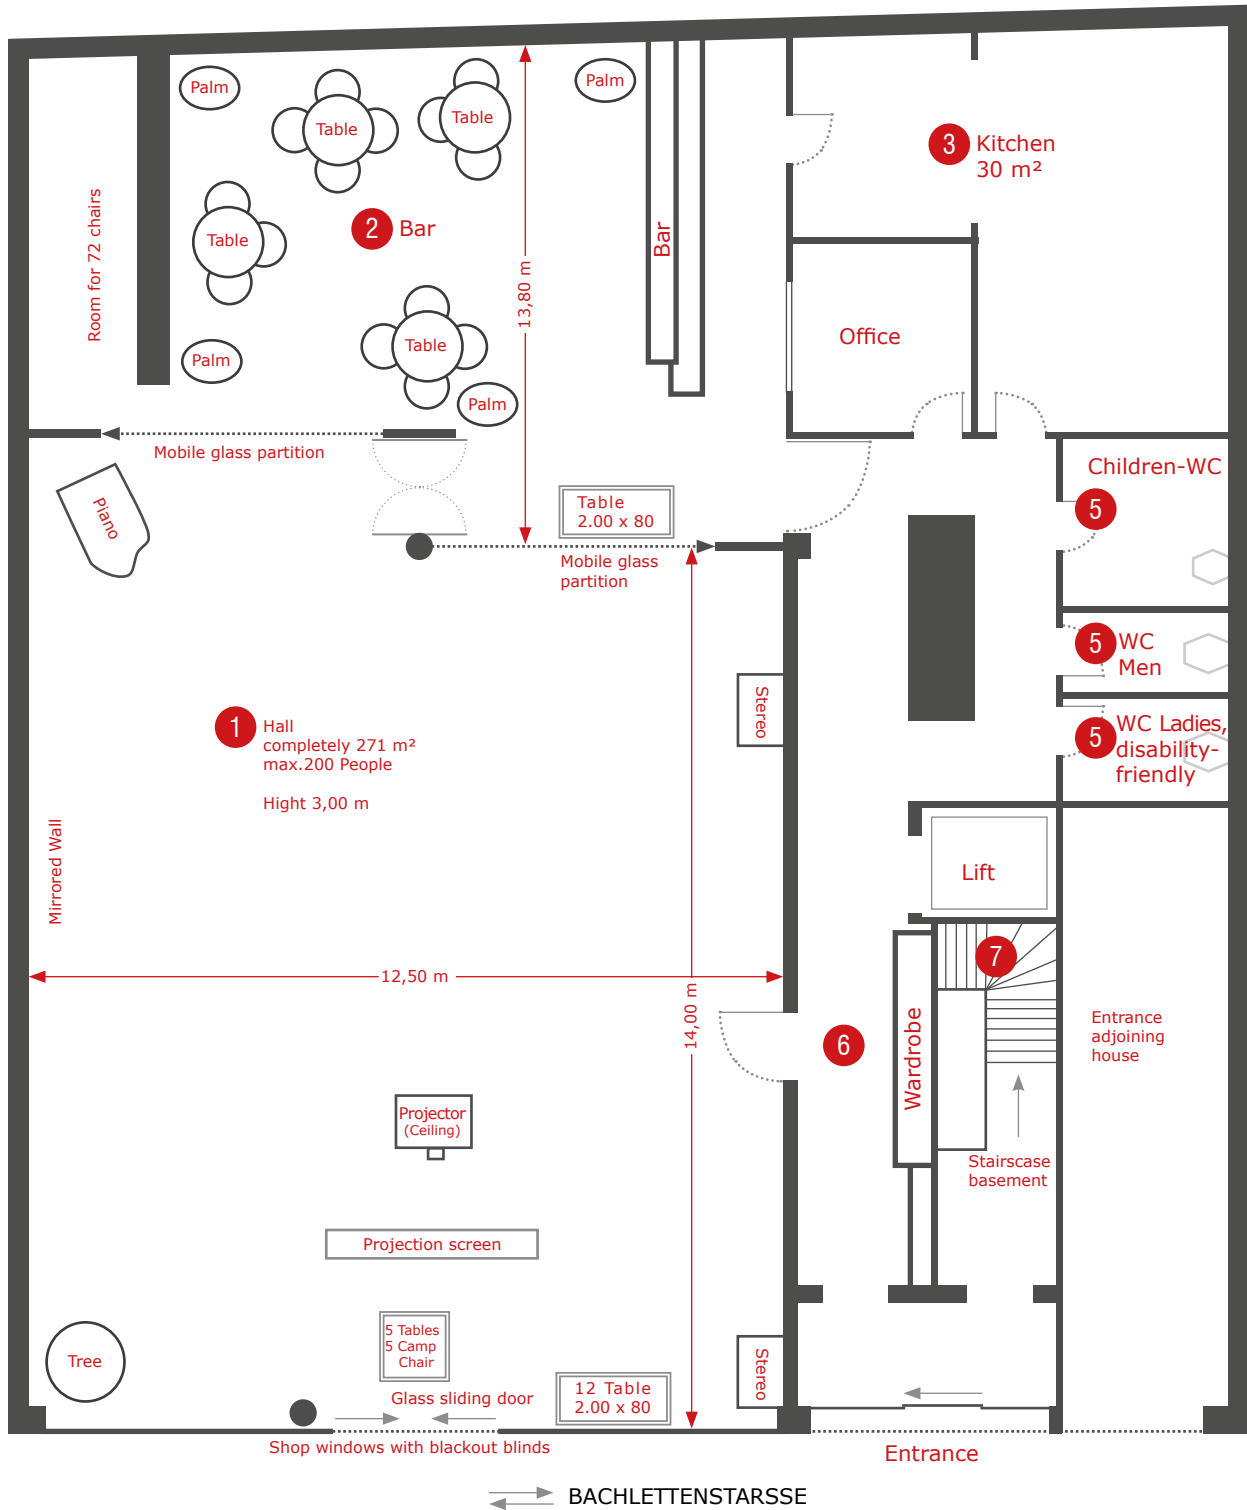 Palm
Table
Table
Palm
3 Kitchen
30 m²
Room for 72 chairs
2 Bar
Table
Bar
13,80 m
Office
Table
Palm
Palm
Mobile glass partition
Children-WC
5
Piano
Table
2.00 x 80
Mobile glass
partition
5 WC
Men
Stereo
1 Hall
completely 271 m²
max.200 People
Hight 3,00 m
5 WC Ladies,
disability-
friendly
Mirrored Wall
Lift
7
12,50 m
14,00 m
6
Wardrobe
Entrance
adjoining
house
Projector
(Ceiling)
Stairscase
basement
Projection screen
Tree
5 Tables
5 Camp
Chair
Stereo
Glass sliding door
12 Table
2.00 x 80
Shop windows with blackout blinds
Entrance
BACHLETTENSTARSSE